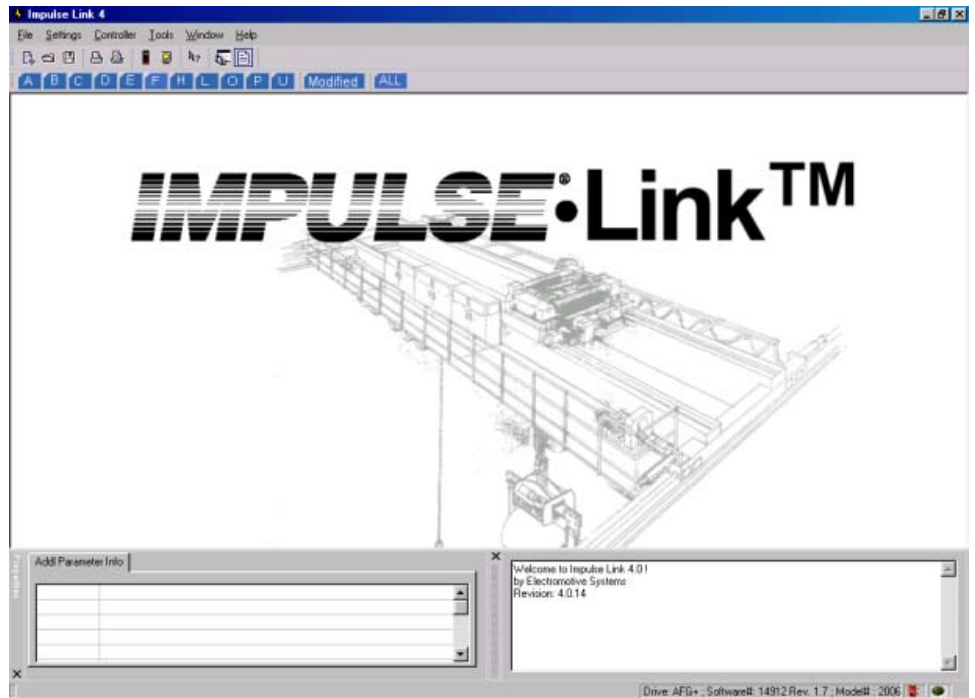 Impulse Link 4
File Settings Controller Tools Window Help
A B C D E F H L O P U Modified ALL
IMPULSE®•Link™
Addl Parameter Info
Welcome to Impulse Link 4.0 !
by Electromotive Systems
Revision: 4.0.14
Properties
Drive: AFG+ ; Software#: 14912 Rev. 1.7 ; Model# : 2006